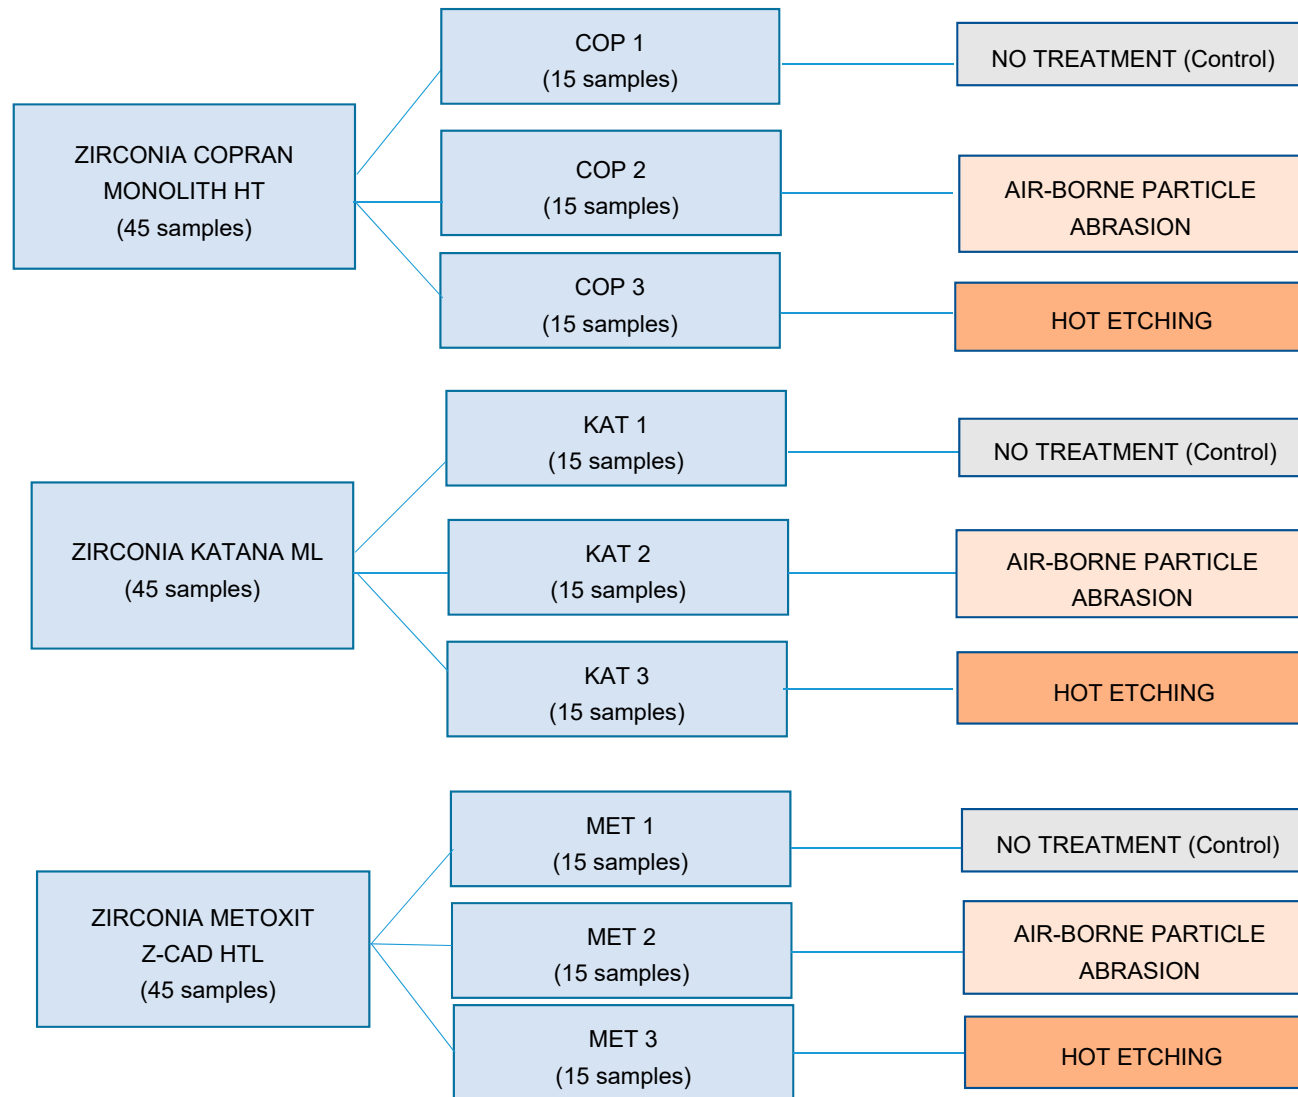 ZIRCONIA COPRAN
MONOLITH HT
(45 samples)
COP 1
(15 samples)
NO TREATMENT (Control)
COP 2
(15 samples)
AIR-BORNE PARTICLE
ABRASION
COP 3
(15 samples)
HOT ETCHING
ZIRCONIA KATANA ML
(45 samples)
KAT 1
(15 samples)
NO TREATMENT (Control)
KAT 2
(15 samples)
AIR-BORNE PARTICLE
ABRASION
KAT 3
(15 samples)
HOT ETCHING
ZIRCONIA METOXIT
Z-CAD HTL
(45 samples)
MET 1
(15 samples)
NO TREATMENT (Control)
MET 2
(15 samples)
AIR-BORNE PARTICLE
ABRASION
MET 3
(15 samples)
HOT ETCHING